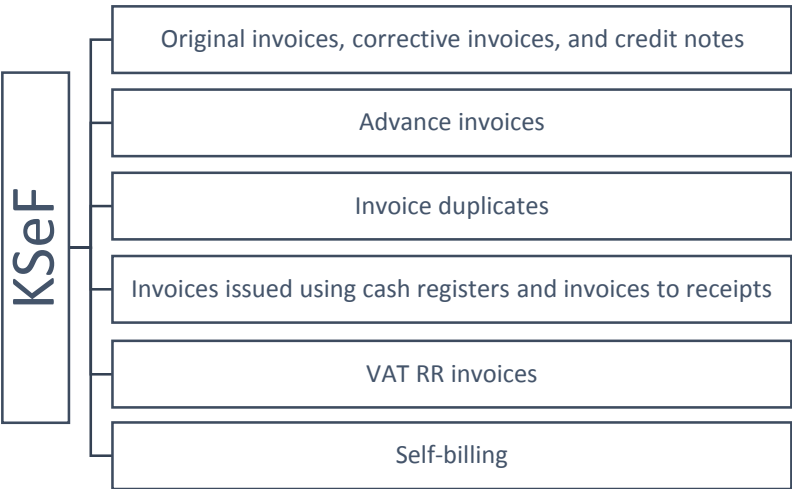 KSeF
Original invoices, corrective invoices, and credit notes
Advance invoices
Invoice duplicates
Invoices issued using cash registers and invoices to receipts
VAT RR invoices
Self-billing